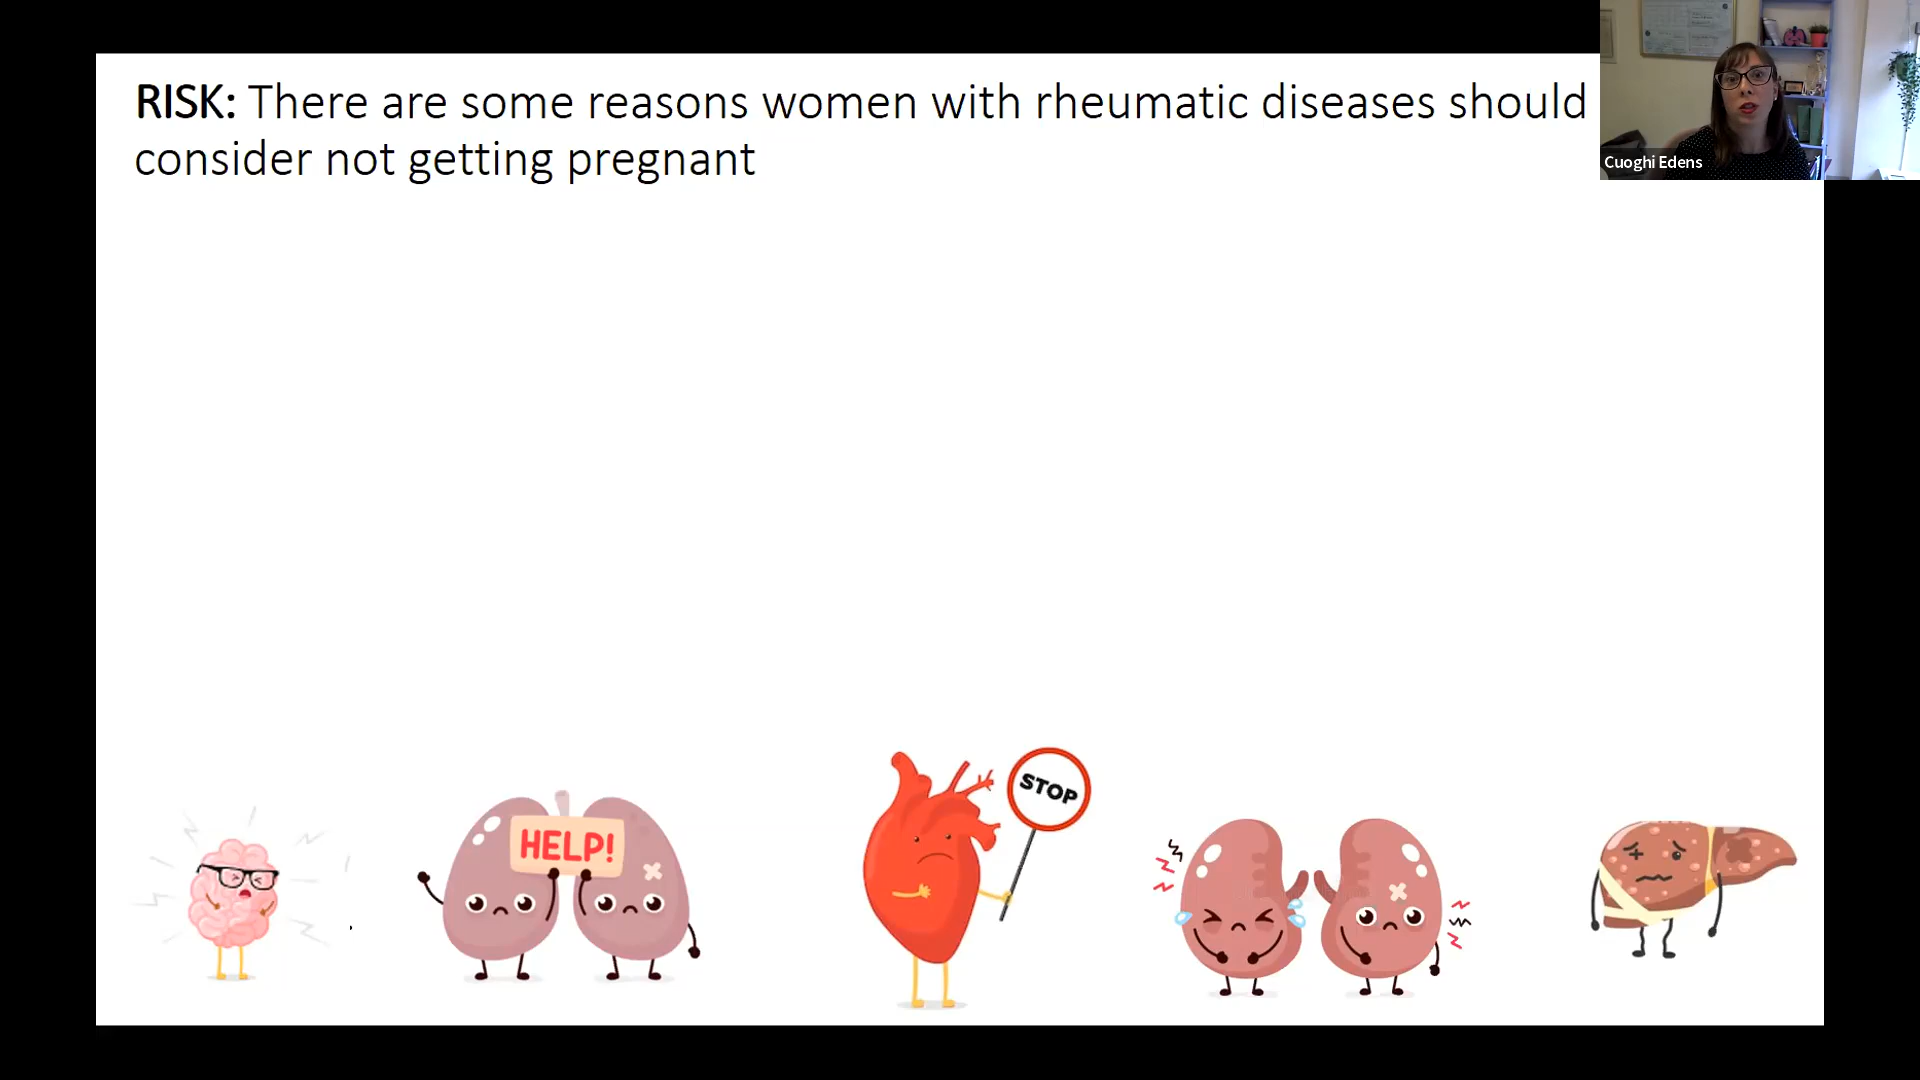 RISK: There are some reasons women with rheumatic diseases should
consider not getting pregnant
Cuoghi Edens
HELP!
STOP